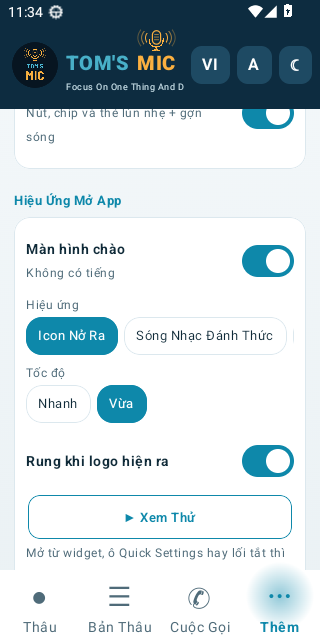 11:34
TOM'S MIC
TOM'S
MIC
Focus On One Thing And D
VI
A
Nút, chip và thẻ lún nhẹ + gợn
sóng
Hiệu Ứng Mở App
Màn hình chào
Không có tiếng
Hiệu ứng
Icon Nở Ra
Sóng Nhạc Đánh Thức
Tốc độ
Nhanh
Vừa
Rung khi logo hiện ra
► Xem Thử
Mở từ widget, ô Quick Settings hay lối tắt thì
Thâu
Bản Thâu
Cuộc Gọi
Thêm